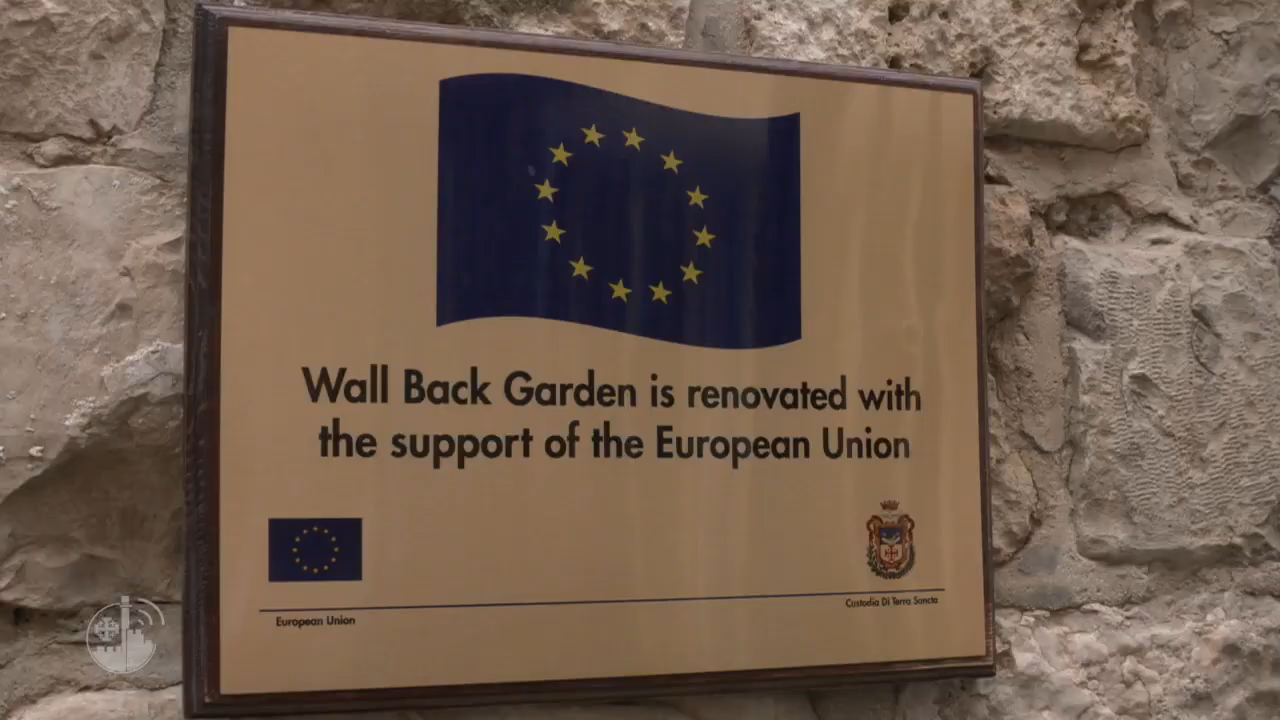 Wall Back Garden is renovated with
the support of the European Union
European Union
Custodia Di Terra Sancta